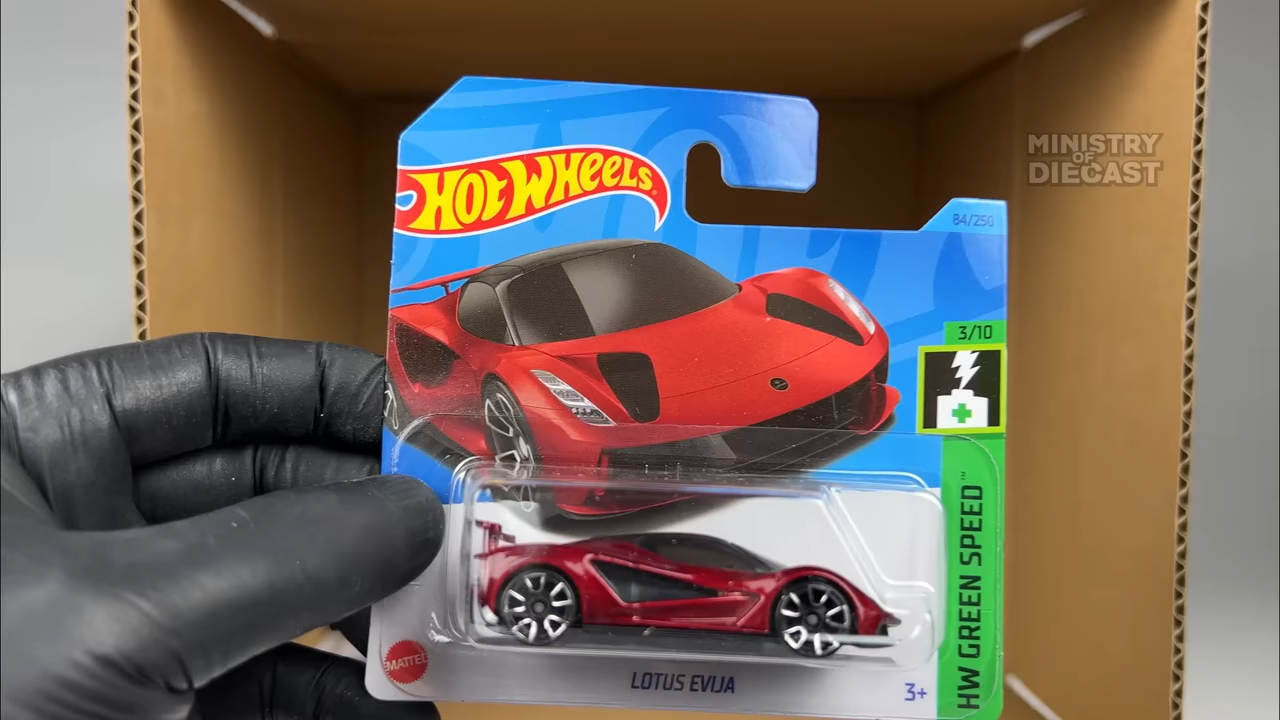 MINISTRY
OF
DIECAST
HOT WHEELS
84/250
3/10
HW GREEN SPEED™
MATTEL
LOTUS EVIJA
3+